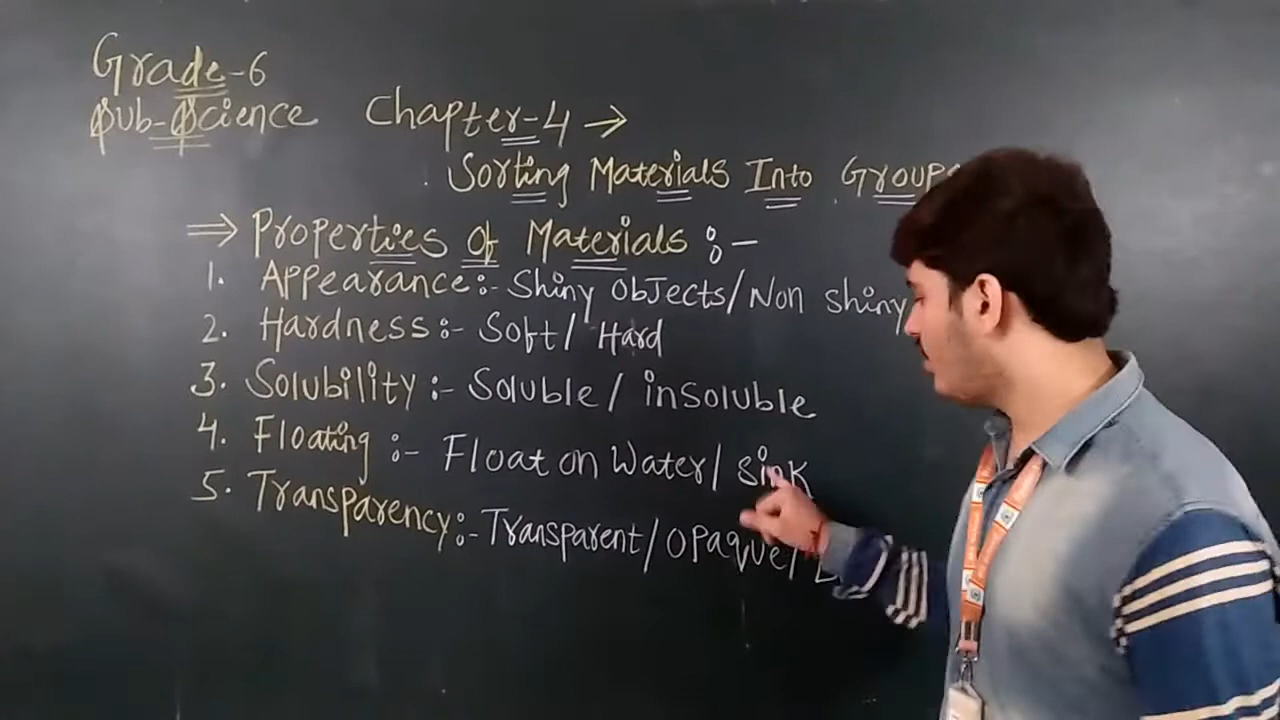 Grade-6
Sub-Science Chapter-4 →
Sorting Materials Into Groups
⇒ Properties Of Materials :-
1. Appearance:- Shiny Objects/Non shiny
2. Hardness:- Soft/ Hard
3. Solubility :- Soluble / insoluble
4. Floating :- Float on Water/ sink
5. Transparency:- Transparent/ Opaque/